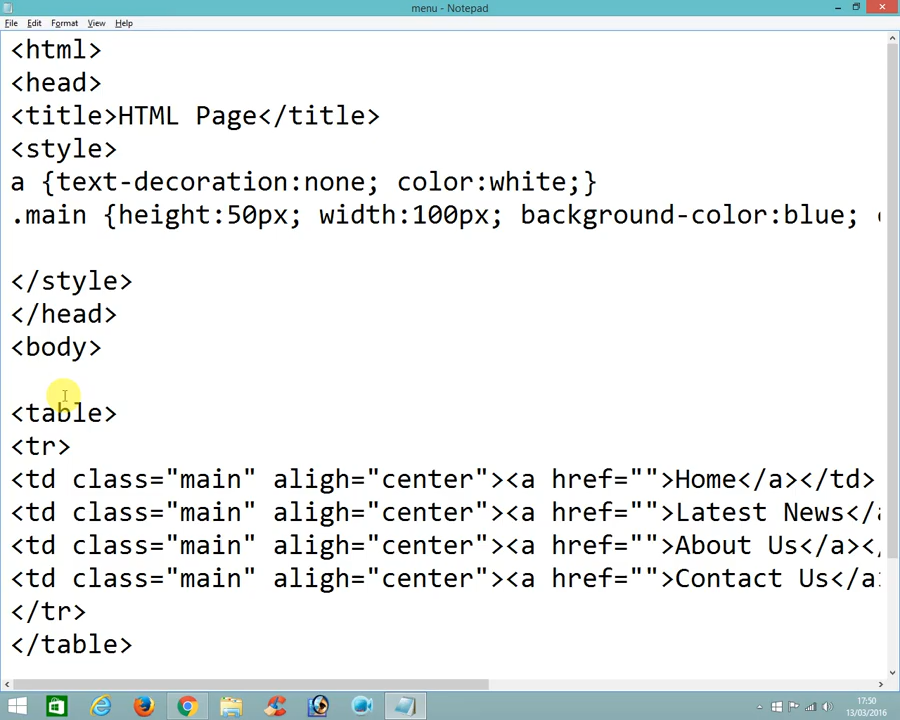 menu - Notepad
File Edit Format View Help
<html>
<head>
<title>HTML Page</title>
<style>
a {text-decoration:none; color:white;}
.main {height:50px; width:100px; background-color:blue; c
</style>
</head>
<body>
<table>
<tr>
<td class="main" aligh="center"><a href="">Home</a></td>
<td class="main" aligh="center"><a href="">Latest News</a
<td class="main" aligh="center"><a href="">About Us</a></
<td class="main" aligh="center"><a href="">Contact Us</a>
</tr>
</table>
17:50
13/03/2016